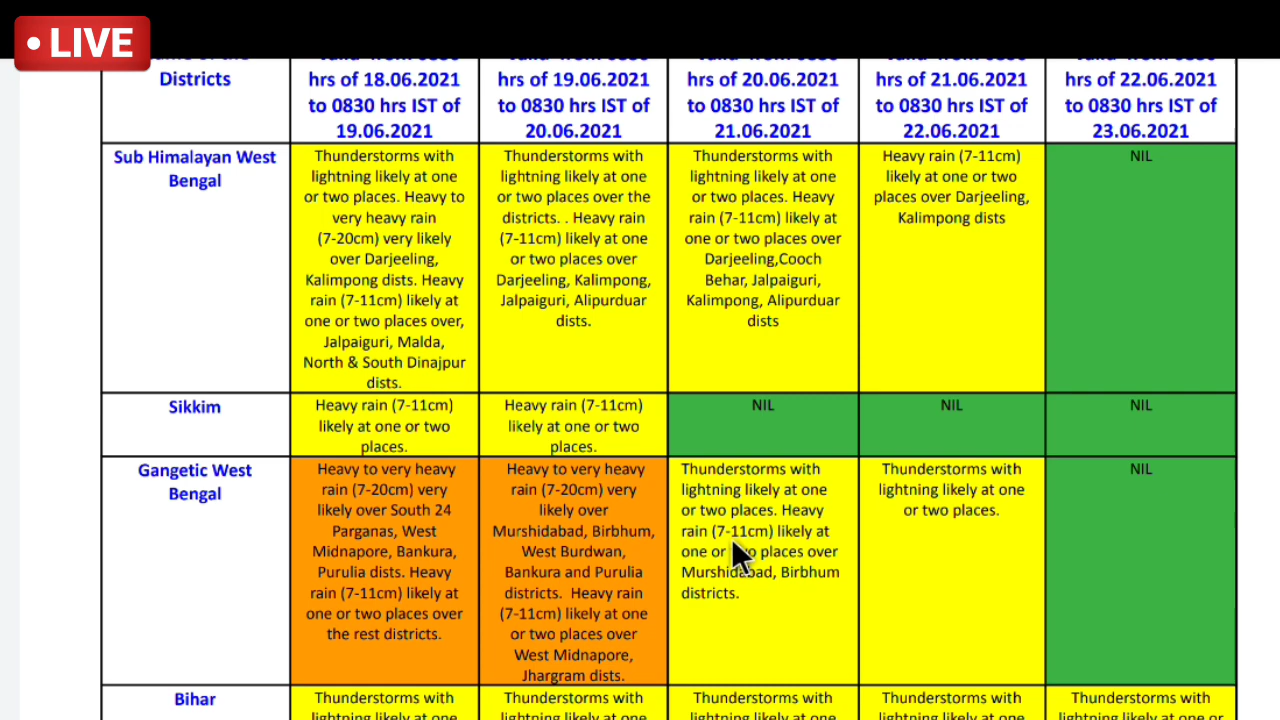 • LIVE
Districts
hrs of 18.06.2021
to 0830 hrs IST of
19.06.2021
hrs of 19.06.2021
to 0830 hrs IST of
20.06.2021
hrs of 20.06.2021
to 0830 hrs IST of
21.06.2021
hrs of 21.06.2021
to 0830 hrs IST of
22.06.2021
hrs of 22.06.2021
to 0830 hrs IST of
23.06.2021
Sub Himalayan West
Bengal
Thunderstorms with
lightning likely at one
or two places. Heavy to
very heavy rain
(7-20cm) very likely
over Darjeeling,
Kalimpong dists. Heavy
rain (7-11cm) likely at
one or two places over,
Jalpaiguri, Malda,
North & South Dinajpur
dists.
Thunderstorms with
lightning likely at one
or two places over the
districts. . Heavy rain
(7-11cm) likely at one
or two places over
Darjeeling, Kalimpong,
Jalpaiguri, Alipurduar
dists.
Thunderstorms with
lightning likely at one
or two places. Heavy
rain (7-11cm) likely at
one or two places over
Darjeeling,Cooch
Behar, Jalpaiguri,
Kalimpong, Alipurduar
dists
Heavy rain (7-11cm)
likely at one or two
places over Darjeeling,
Kalimpong dists
NIL
Sikkim
Heavy rain (7-11cm)
likely at one or two
places.
Heavy rain (7-11cm)
likely at one or two
places.
NIL
NIL
NIL
Gangetic West
Bengal
Heavy to very heavy
rain (7-20cm) very
likely over South 24
Parganas, West
Midnapore, Bankura,
Purulia dists. Heavy
rain (7-11cm) likely at
one or two places over
the rest districts.
Heavy to very heavy
rain (7-20cm) very
likely over
Murshidabad, Birbhum,
West Burdwan,
Bankura and Purulia
districts. Heavy rain
(7-11cm) likely at one
or two places over
West Midnapore,
Jhargram dists.
Thunderstorms with
lightning likely at one
or two places. Heavy
rain (7-11cm) likely at
one or two places over
Murshidabad, Birbhum
districts.
Thunderstorms with
lightning likely at one
or two places.
NIL
Bihar
Thunderstorms with
lightning likely at one
Thunderstorms with
lightning likely at one
Thunderstorms with
lightning likely at one
Thunderstorms with
lightning likely at one
Thunderstorms with
lightning likely at one or